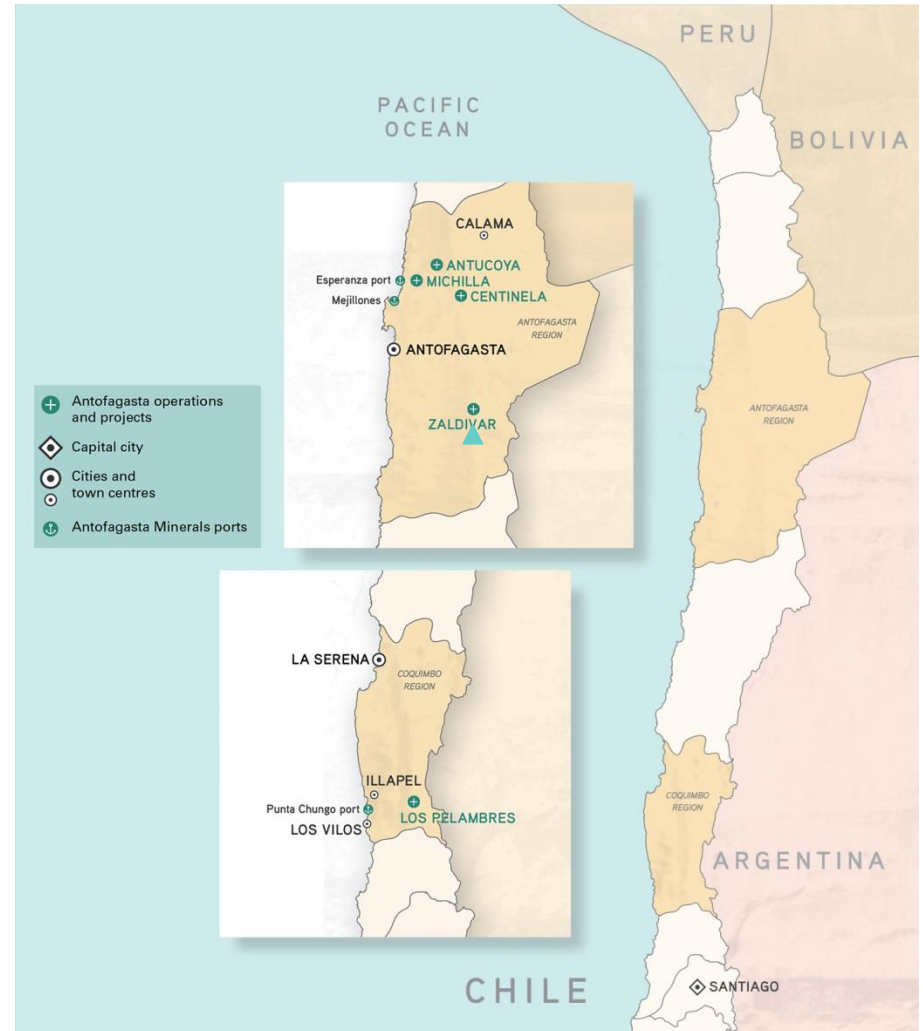 PERU
PACIFIC
OCEAN
BOLIVIA
CALAMA
ANTUCOYA
Esperanza port
MICHILLA
CENTINELA
Mejillones
ANTOFAGASTA
REGION
ANTOFAGASTA
ZALDIVAR
ANTOFAGASTA
REGION
Antofagasta operations
and projects
Capital city
Cities and
town centres
Antofagasta Minerals ports
LA SERENA
COQUIMBO
REGION
ILLAPEL
Punta Chungo port
LOS PELAMBRES
LOS VILOS
COQUIMBO
REGION
ARGENTINA
CHILE
SANTIAGO